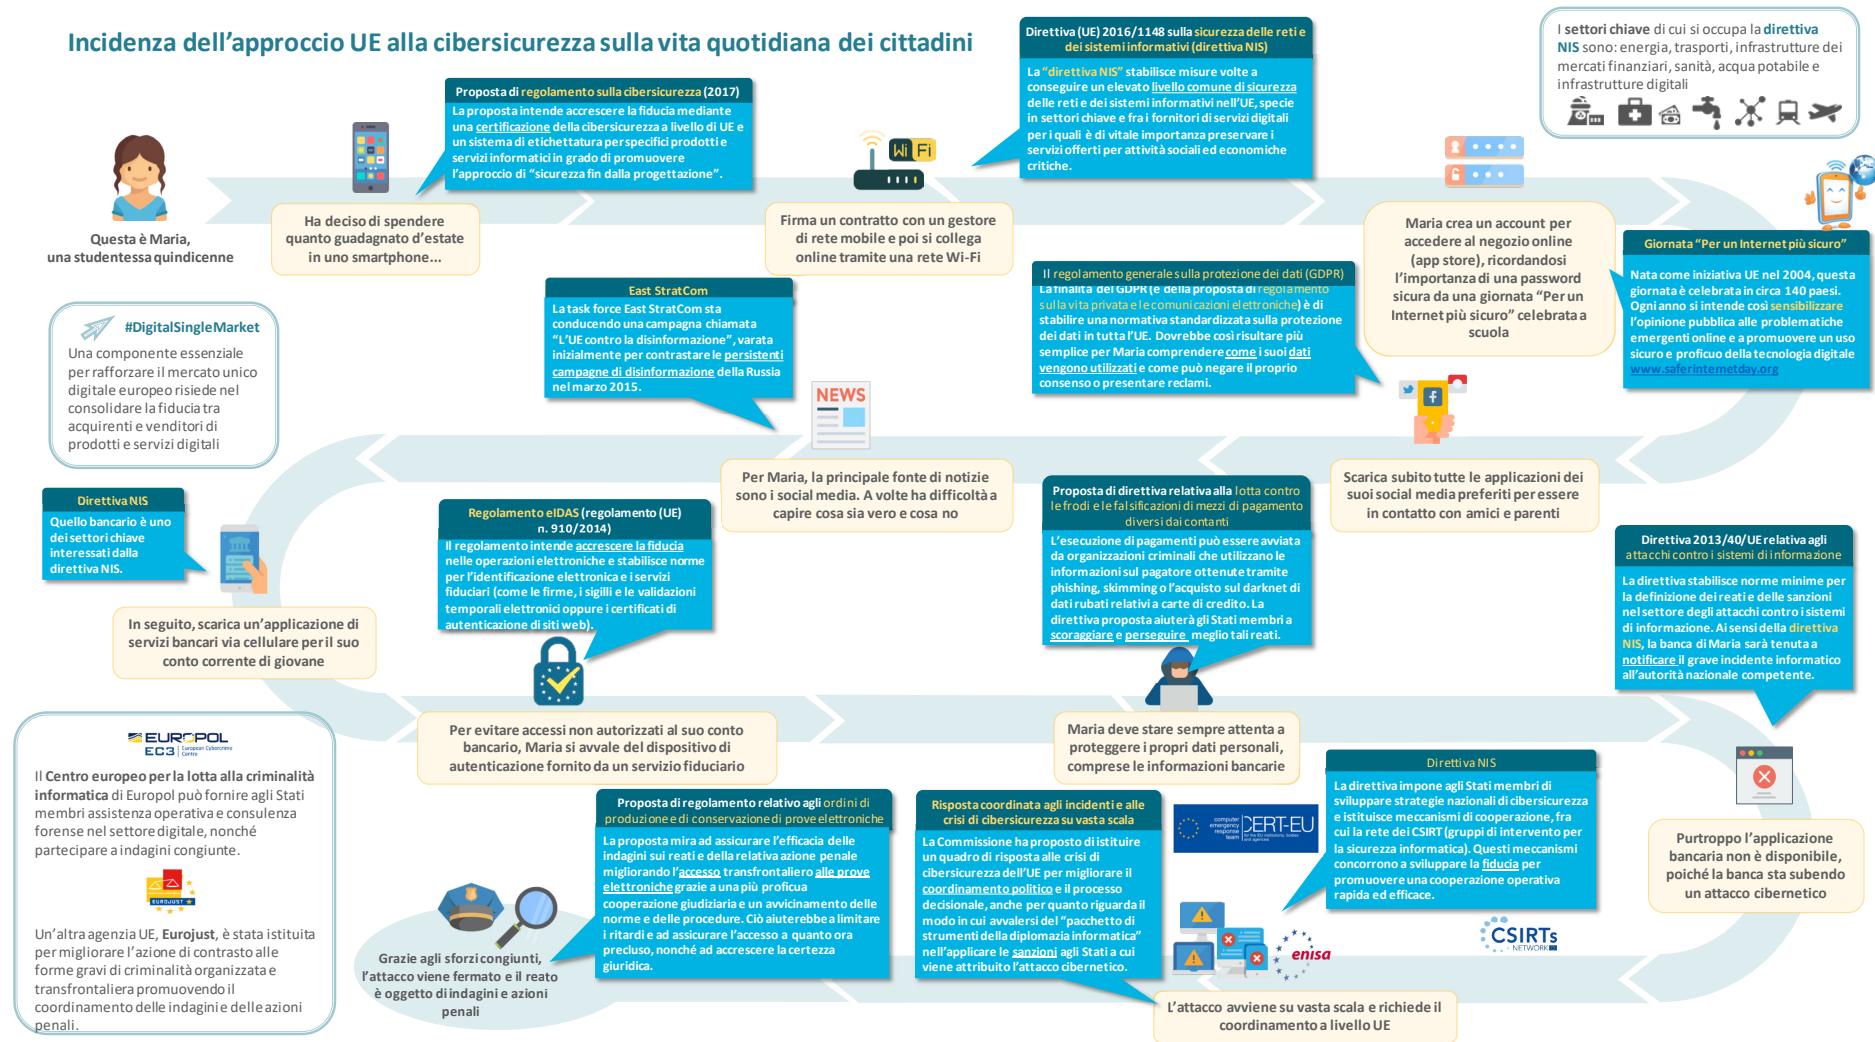 Incidenza dell'approccio UE alla cibersicurezza sulla vita quotidiana dei cittadini
Questa è Maria,
una studentessa quindicenne
Proposta di regolamento sulla cibersicurezza (2017)
La proposta intende accrescere la fiducia mediante
una certificazione della cibersicurezza a livello di UE e
un sistema di etichettatura per specifici prodotti e
servizi informatici in grado di promuovere
l'approccio di “sicurezza fin dalla progettazione”.
Ha deciso di spendere
quanto guadagnato d'estate
in uno smartphone...
Wi Fi
Firma un contratto con un gestore
di rete mobile e poi si collega
online tramite una rete Wi-Fi
Direttiva (UE) 2016/1148 sulla sicurezza delle reti e
dei sistemi informativi (direttiva NIS)
La “direttiva NIS” stabilisce misure volte a
conseguire un elevato livello comune di sicurezza
delle reti e dei sistemi informativi nell'UE, specie
in settori chiave e fra i fornitori di servizi digitali
per i quali è di vitale importanza preservare i
servizi offerti per attività sociali ed economiche
critiche.
I settori chiave di cui si occupa la direttiva
NIS sono: energia, trasporti, infrastrutture dei
mercati finanziari, sanità, acqua potabile e
infrastrutture digitali
Maria crea un account per
accedere al negozio online
(app store), ricordandosi
l'importanza di una password
sicura da una giornata “Per un
Internet più sicuro” celebrata a
scuola
Giornata “Per un Internet più sicuro”
Nata come iniziativa UE nel 2004, questa
giornata è celebrata in circa 140 paesi.
Ogni anno si intende così sensibilizzare
l'opinione pubblica alle problematiche
emergenti online e a promuovere un uso
sicuro e proficuo della tecnologia digitale
www.saferinternetday.org
Il regolamento generale sulla protezione dei dati (GDPR)
La finalità del GDPR (e della proposta di regolamento
sulla vita privata e le comunicazioni elettroniche) è di
stabilire una normativa standardizzata sulla protezione
dei dati in tutta l'UE. Dovrebbe così risultare più
semplice per Maria comprendere come i suoi dati
vengono utilizzati e come può negare il proprio
consenso o presentare reclami.
Scarica subito tutte le applicazioni dei
suoi social media preferiti per essere
in contatto con amici e parenti
East StratCom
La task force East StratCom sta
conducendo una campagna chiamata
“L'UE contro la disinformazione”, varata
inizialmente per contrastare le persistenti
campagne di disinformazione della Russia
nel marzo 2015.
NEWS
Per Maria, la principale fonte di notizie
sono i social media. A volte ha difficoltà a
capire cosa sia vero e cosa no
#DigitalSingleMarket
Una componente essenziale
per rafforzare il mercato unico
digitale europeo risiede nel
consolidare la fiducia tra
acquirenti e venditori di
prodotti e servizi digitali
Direttiva NIS
Quello bancario è uno
dei settori chiave
interessati dalla
direttiva NIS.
In seguito, scarica un'applicazione di
servizi bancari via cellulare per il suo
conto corrente di giovane
Regolamento eIDAS (regolamento (UE)
n. 910/2014)
Il regolamento intende accrescere la fiducia
nelle operazioni elettroniche e stabilisce norme
per l'identificazione elettronica e i servizi
fiduciari (come le firme, i sigilli e le validazioni
temporali elettronici oppure i certificati di
autenticazione di siti web).
Per evitare accessi non autorizzati al suo conto
bancario, Maria si avvale del dispositivo di
autenticazione fornito da un servizio fiduciario
Proposta di direttiva relativa alla lotta contro
le frodi e le falsificazioni di mezzi di pagamento
diversi dai contanti
L'esecuzione di pagamenti può essere avviata
da organizzazioni criminali che utilizzano le
informazioni sul pagatore ottenute tramite
phishing, skimming o l'acquisto sul darknet di
dati rubati relativi a carte di credito. La
direttiva proposta aiuterà gli Stati membri a
scoraggiare e perseguire meglio tali reati.
Maria deve stare sempre attenta a
proteggere i propri dati personali,
comprese le informazioni bancarie
Direttiva 2013/40/UE relativa agli
attacchi contro i sistemi di informazione
La direttiva stabilisce norme minime per
la definizione dei reati e delle sanzioni
nel settore degli attacchi contro i sistemi
di informazione. Ai sensi della direttiva
NIS, la banca di Maria sarà tenuta a
notificare il grave incidente informatico
all'autorità nazionale competente.
Purtroppo l'applicazione
bancaria non è disponibile,
poiché la banca sta subendo
un attacco cibernetico
Direttiva NIS
La direttiva impone agli Stati membri di
sviluppare strategie nazionali di cibersicurezza
e istituisce meccanismi di cooperazione, fra
cui la rete dei CSIRT (gruppi di intervento per
la sicurezza informatica). Questi meccanismi
concorrono a sviluppare la fiducia per
promuovere una cooperazione operativa
rapida ed efficace.
CSIRTs
NETWORK
computer
emergency
response
team
CERT-EU
for the EU institutions, bodies
and agencies
enisa
L'attacco avviene su vasta scala e richiede il
coordinamento a livello UE
Risposta coordinata agli incidenti e alle
crisi di cibersicurezza su vasta scala
La Commissione ha proposto di istituire
un quadro di risposta alle crisi di
cibersicurezza dell'UE per migliorare il
coordinamento politico e il processo
decisionale, anche per quanto riguarda il
modo in cui avvalersi del “pacchetto di
strumenti della diplomazia informatica”
nell'applicare le sanzioni agli Stati a cui
viene attribuito l'attacco cibernetico.
Proposta di regolamento relativo agli ordini di
produzione e di conservazione di prove elettroniche
La proposta mira ad assicurare l'efficacia delle
indagini sui reati e della relativa azione penale
migliorando l'accesso transfrontaliero alle prove
elettroniche grazie a una più proficua
cooperazione giudiziaria e un avvicinamento delle
norme e delle procedure. Ciò aiuterebbe a limitare
i ritardi e ad assicurare l'accesso a quanto ora
precluso, nonché ad accrescere la certezza
giuridica.
Grazie agli sforzi congiunti,
l'attacco viene fermato e il reato
è oggetto di indagini e azioni
penali
EUROPOL
EC3 European Cybercrime
Centre
Il Centro europeo per la lotta alla criminalità
informatica di Europol può fornire agli Stati
membri assistenza operativa e consulenza
forense nel settore digitale, nonché
partecipare a indagini congiunte.
EUROJUST
Un'altra agenzia UE, Eurojust, è stata istituita
per migliorare l'azione di contrasto alle
forme gravi di criminalità organizzata e
transfrontaliera promuovendo il
coordinamento delle indagini e delle azioni
penali.